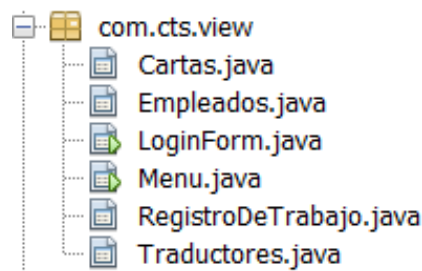 com.cts.view
Cartas.java
Empleados.java
LoginForm.java
Menu.java
RegistroDeTrabajo.java
Traductores.java